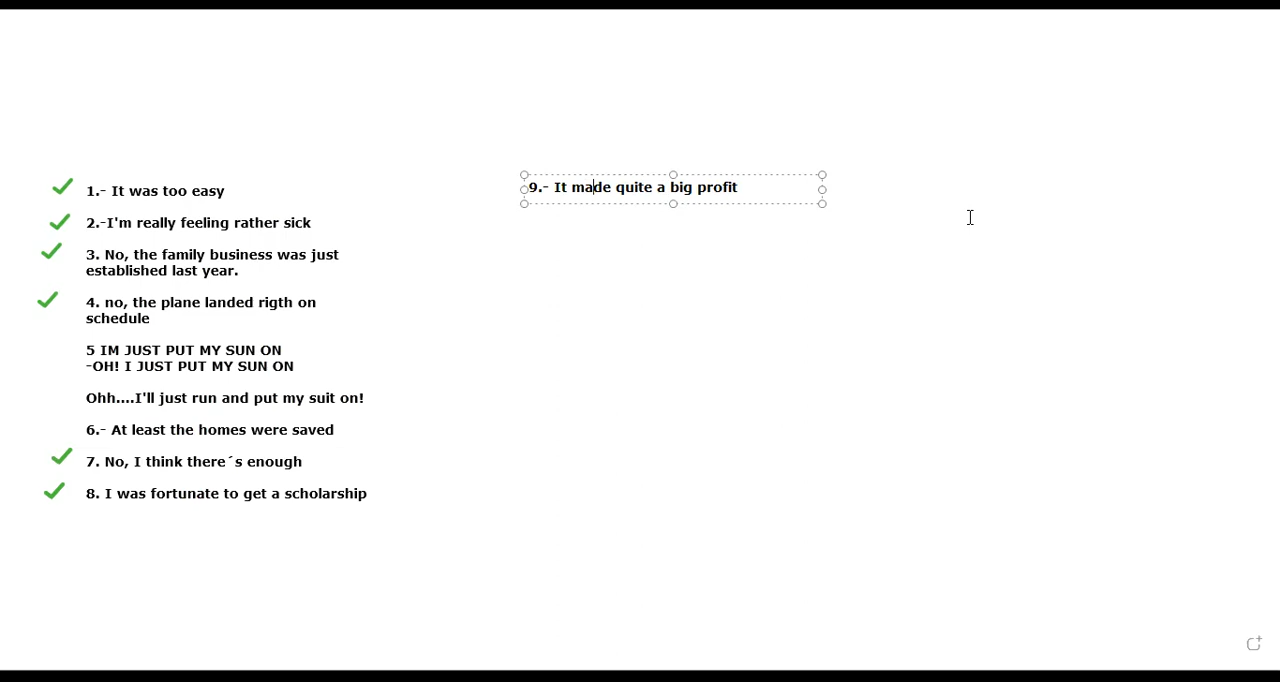 1.- It was too easy
2.-I'm really feeling rather sick
3. No, the family business was just
established last year.
4. no, the plane landed rigth on
schedule
5 IM JUST PUT MY SUN ON
-OH! I JUST PUT MY SUN ON
Ohh....I'll just run and put my suit on!
6.- At least the homes were saved
7. No, I think there´s enough
8. I was fortunate to get a scholarship
9.- It made quite a big profit